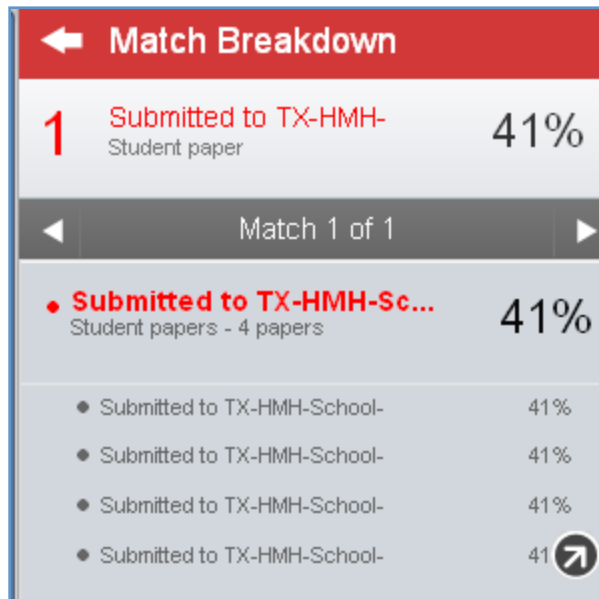 Match Breakdown
1 Submitted to TX-HMH- 41%
Student paper
Match 1 of 1
Submitted to TX-HMH-Sc... 41%
Student papers - 4 papers
Submitted to TX-HMH-School- 41%
Submitted to TX-HMH-School- 41%
Submitted to TX-HMH-School- 41%
Submitted to TX-HMH-School- 41